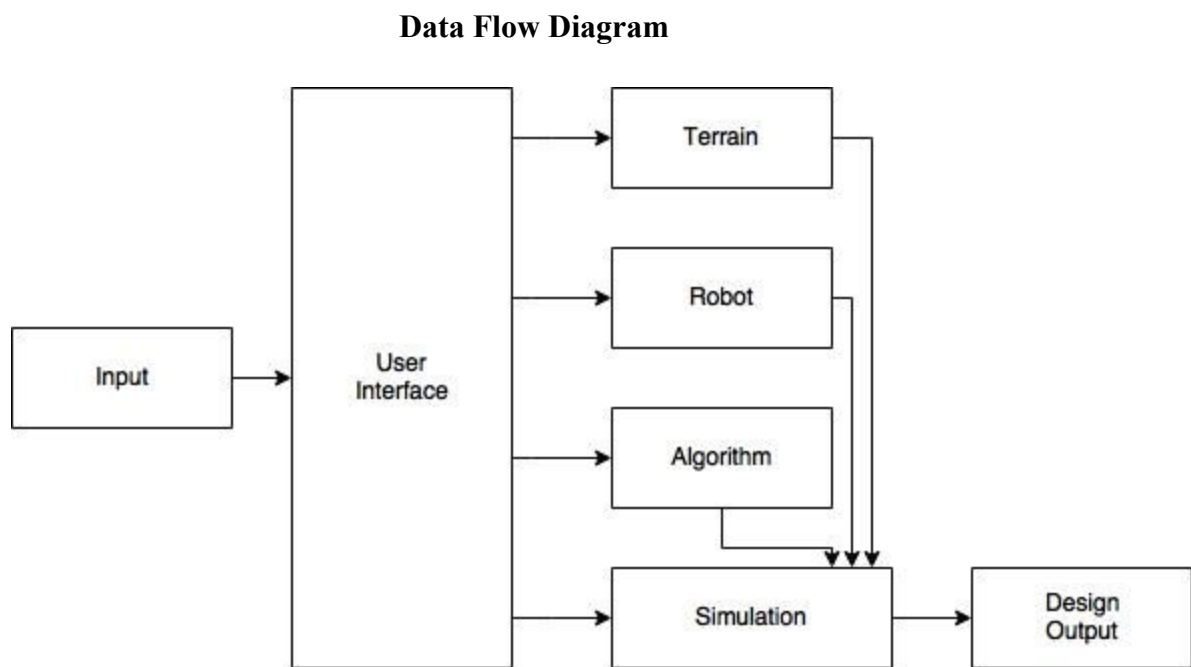 Data Flow Diagram
Terrain
Robot
Input
User
Interface
Algorithm
Simulation
Design
Output